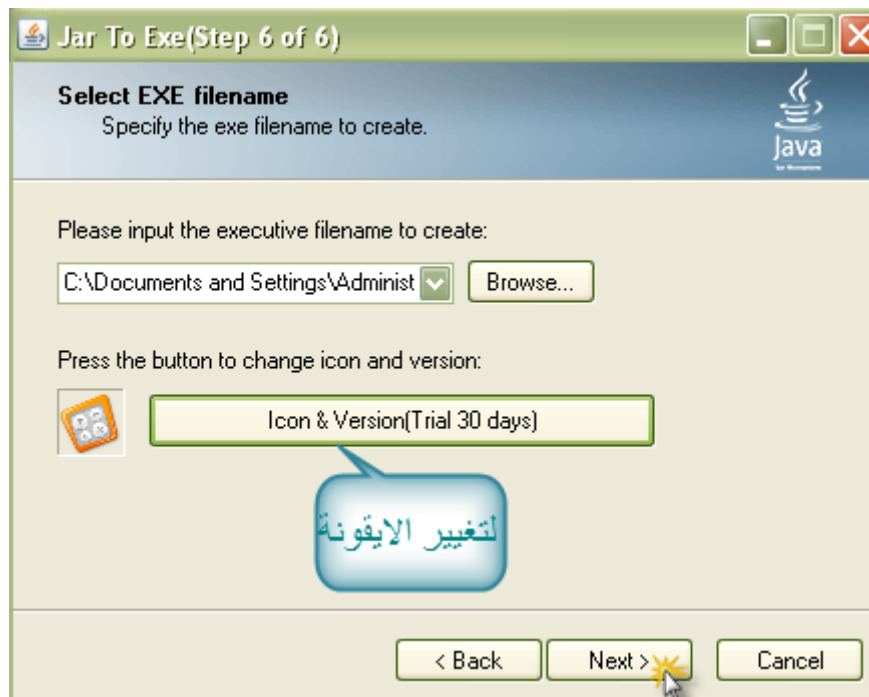 Jar To Exe(Step 6 of 6)
Select EXE filename
Specify the exe filename to create.
Java
Please input the executive filename to create:
C:\Documents and Settings\Administ
Browse...
Press the button to change icon and version:
Icon & Version(Trial 30 days)
لتغيير الايقونة
< Back
Next >
Cancel